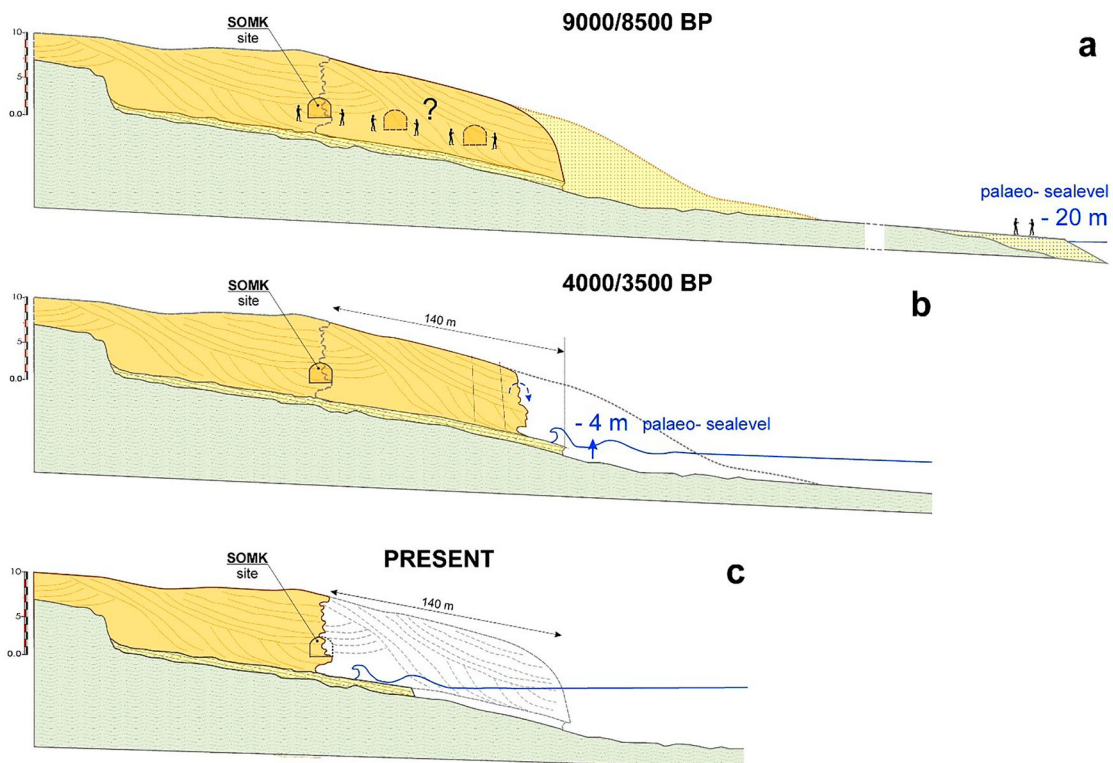 9000/8500 BP
a
SOMK
site
10
5
0.0
?
palaeo- sealevel
- 20 m
4000/3500 BP
b
SOMK
site
10
5
0.0
140 m
- 4 m palaeo- sealevel
PRESENT
c
SOMK
site
10
5
0.0
140 m